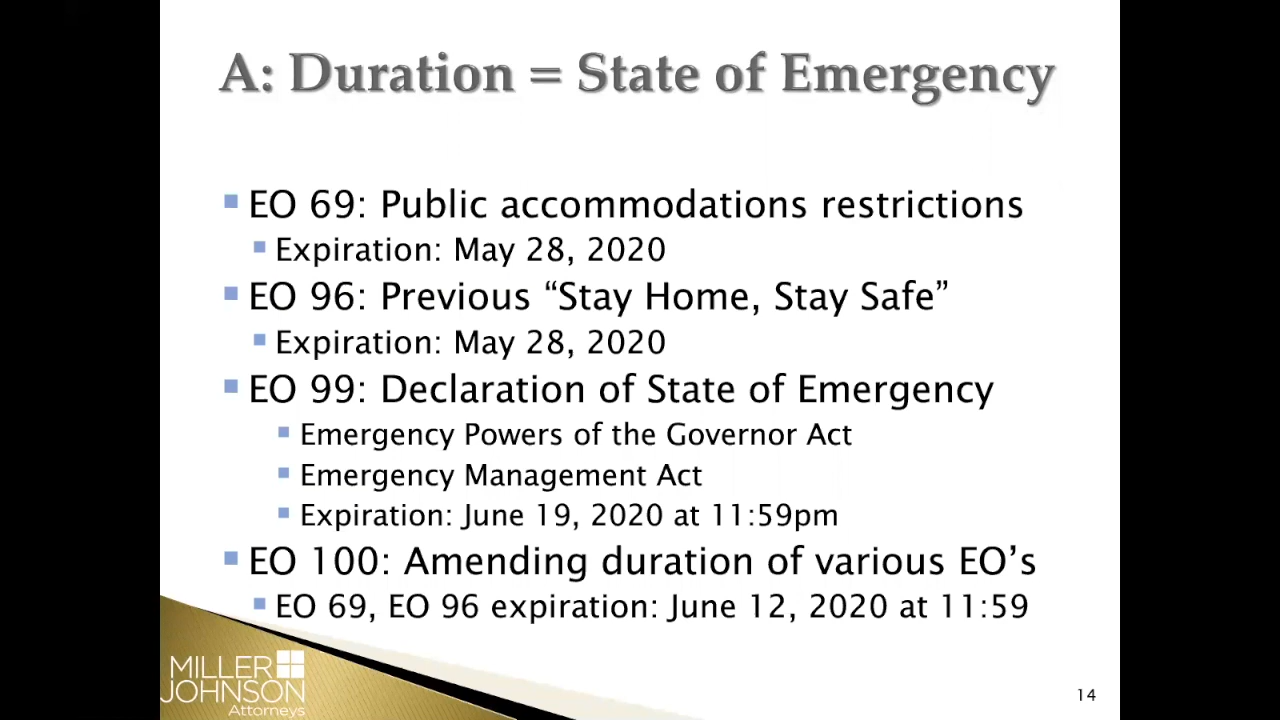 A: Duration = State of Emergency
EO 69: Public accommodations restrictions
Expiration: May 28, 2020
EO 96: Previous “Stay Home, Stay Safe”
Expiration: May 28, 2020
EO 99: Declaration of State of Emergency
Emergency Powers of the Governor Act
Emergency Management Act
Expiration: June 19, 2020 at 11:59pm
EO 100: Amending duration of various EO’s
EO 69, EO 96 expiration: June 12, 2020 at 11:59
MILLER
JOHNSON
Attorneys
14